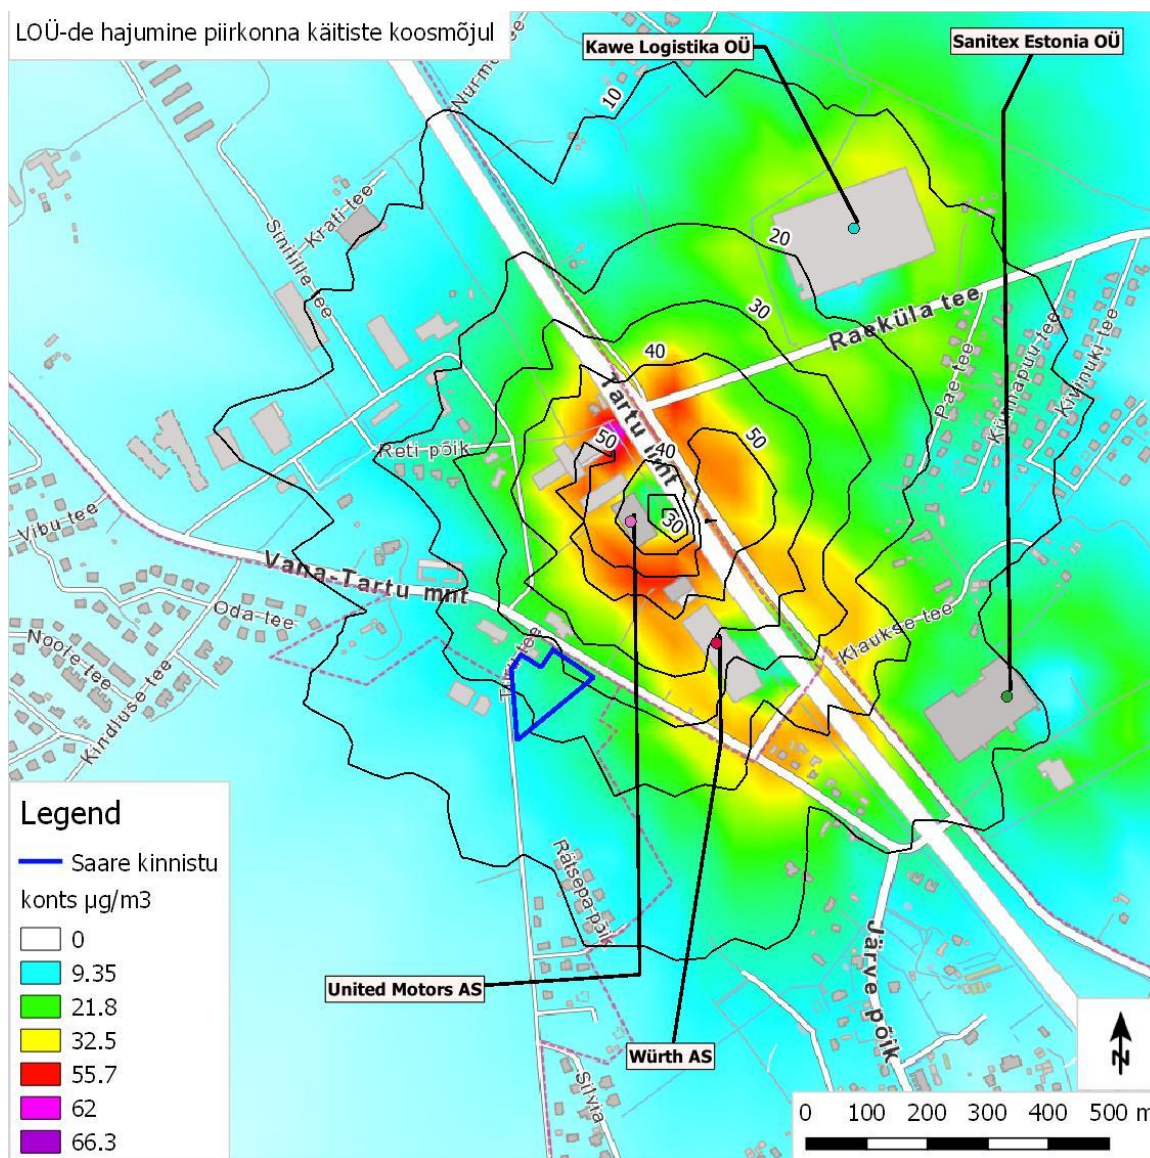 LOÜ-de hajumine piirkonna käitiste koosmõjul
Kawe Logistika OÜ
Sanitex Estonia OÜ
10
Krati tee
Sinilille tee
20
30
Raeküla tee
40
Tartu mnt
Pae tee
Kirsinuki tee
Reti põik
50
40
50
30
Vibu tee
Vana-Tartu mnt
Oda tee
Noole tee
Kindluse tee
Klaukse tee
Legend
Saare kinnistu
konts µg/m3
0
9.35
21.8
32.5
55.7
62
66.3
Rätsepa põik
United Motors AS
Würth AS
Järve põik
Silvia
N
0 100 200 300 400 500 m